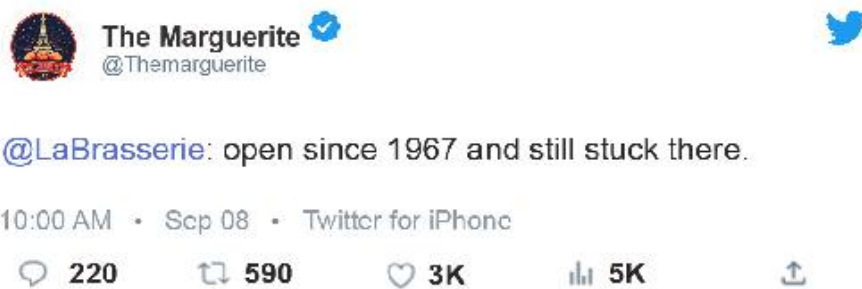 The Marguerite
@Themarguerite
@LaBrasserie: open since 1967 and still stuck there.
10:00 AM • Sep 08 • Twitter for iPhone
220 590 3K 5K